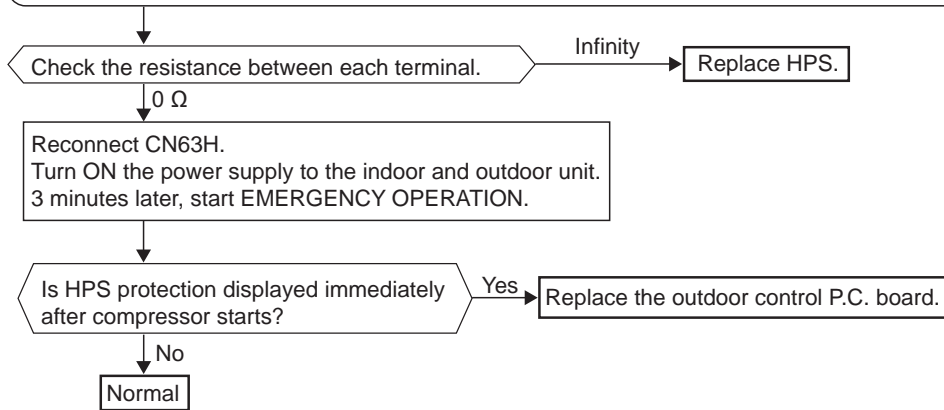 Check the resistance between each terminal.
Infinity
Replace HPS.
0 Ω
Reconnect CN63H.
Turn ON the power supply to the indoor and outdoor unit.
3 minutes later, start EMERGENCY OPERATION.
Is HPS protection displayed immediately
after compressor starts?
Yes
Replace the outdoor control P.C. board.
No
Normal